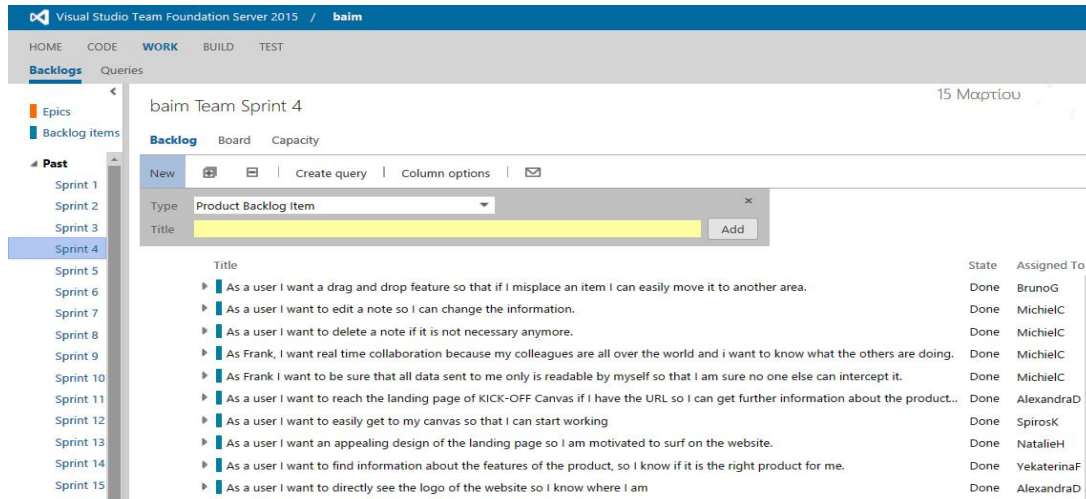 Visual Studio Team Foundation Server 2015 / baim
HOME CODE WORK BUILD TEST
Backlogs Queries
Epics
Backlog items
Past
Sprint 1
Sprint 2
Sprint 3
Sprint 4
Sprint 5
Sprint 6
Sprint 7
Sprint 8
Sprint 9
Sprint 10
Sprint 11
Sprint 12
Sprint 13
Sprint 14
Sprint 15
baim Team Sprint 4
15 Μαρτίου
Backlog Board Capacity
New | Create query | Column options |
Type Product Backlog Item
Title Add
Title State Assigned To
As a user I want a drag and drop feature so that if I misplace an item I can easily move it to another area. Done BrunoG
As a user I want to edit a note so I can change the information. Done MichielC
As a user I want to delete a note if it is not necessary anymore. Done MichielC
As Frank, I want real time collaboration because my colleagues are all over the world and i want to know what the others are doing. Done MichielC
As Frank I want to be sure that all data sent to me only is readable by myself so that I am sure no one else can intercept it. Done MichielC
As a user I want to reach the landing page of KICK-OFF Canvas if I have the URL so I can get further information about the product... Done AlexandraD
As a user I want to easily get to my canvas so that I can start working Done SpirosK
As a user I want an appealing design of the landing page so I am motivated to surf on the website. Done NatalieH
As a user I want to find information about the features of the product, so I know if it is the right product for me. Done YekaterinaF
As a user I want to directly see the logo of the website so I know where I am Done AlexandraD